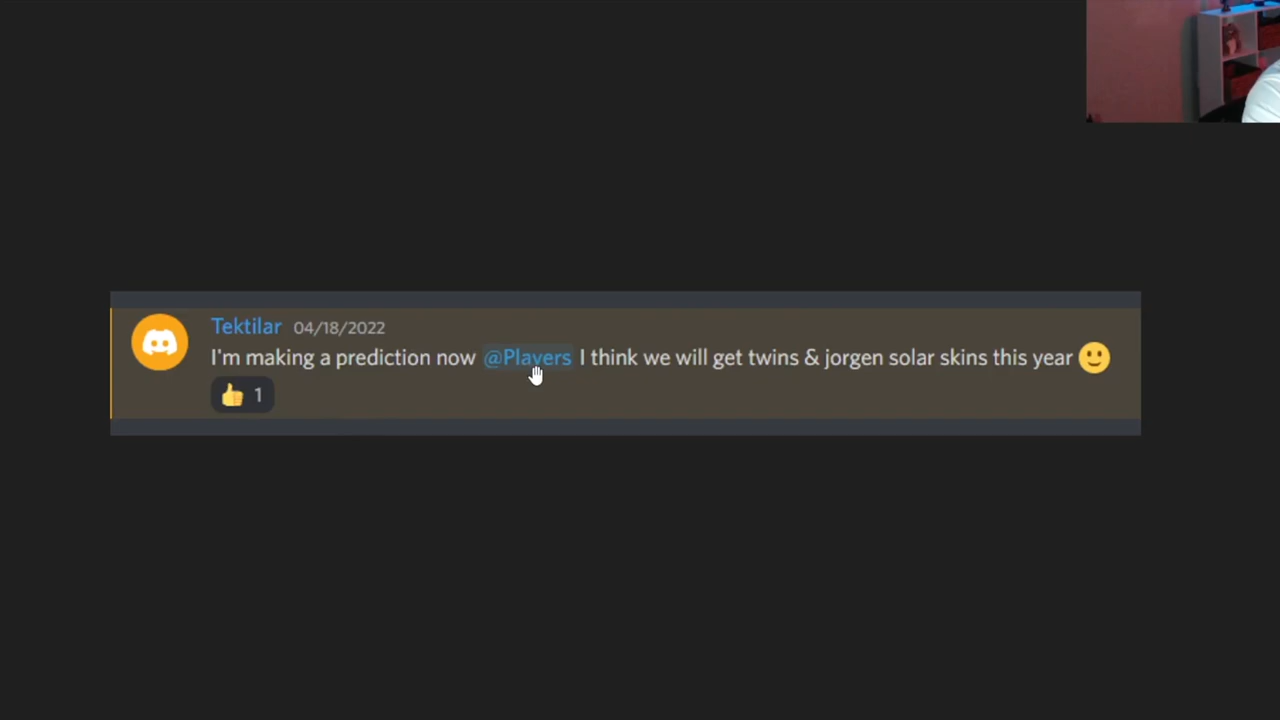 Tektilar 04/18/2022
I'm making a prediction now @Players I think we will get twins & jorgen solar skins this year 🙂
👍 1